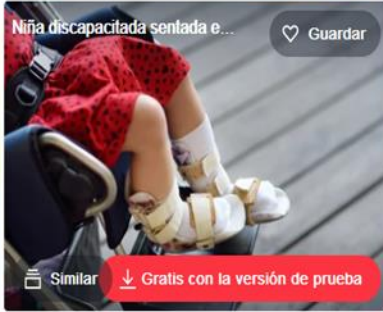 Niña discapacitada sentada e...
Guardar
Similar
Gratis con la versión de prueba